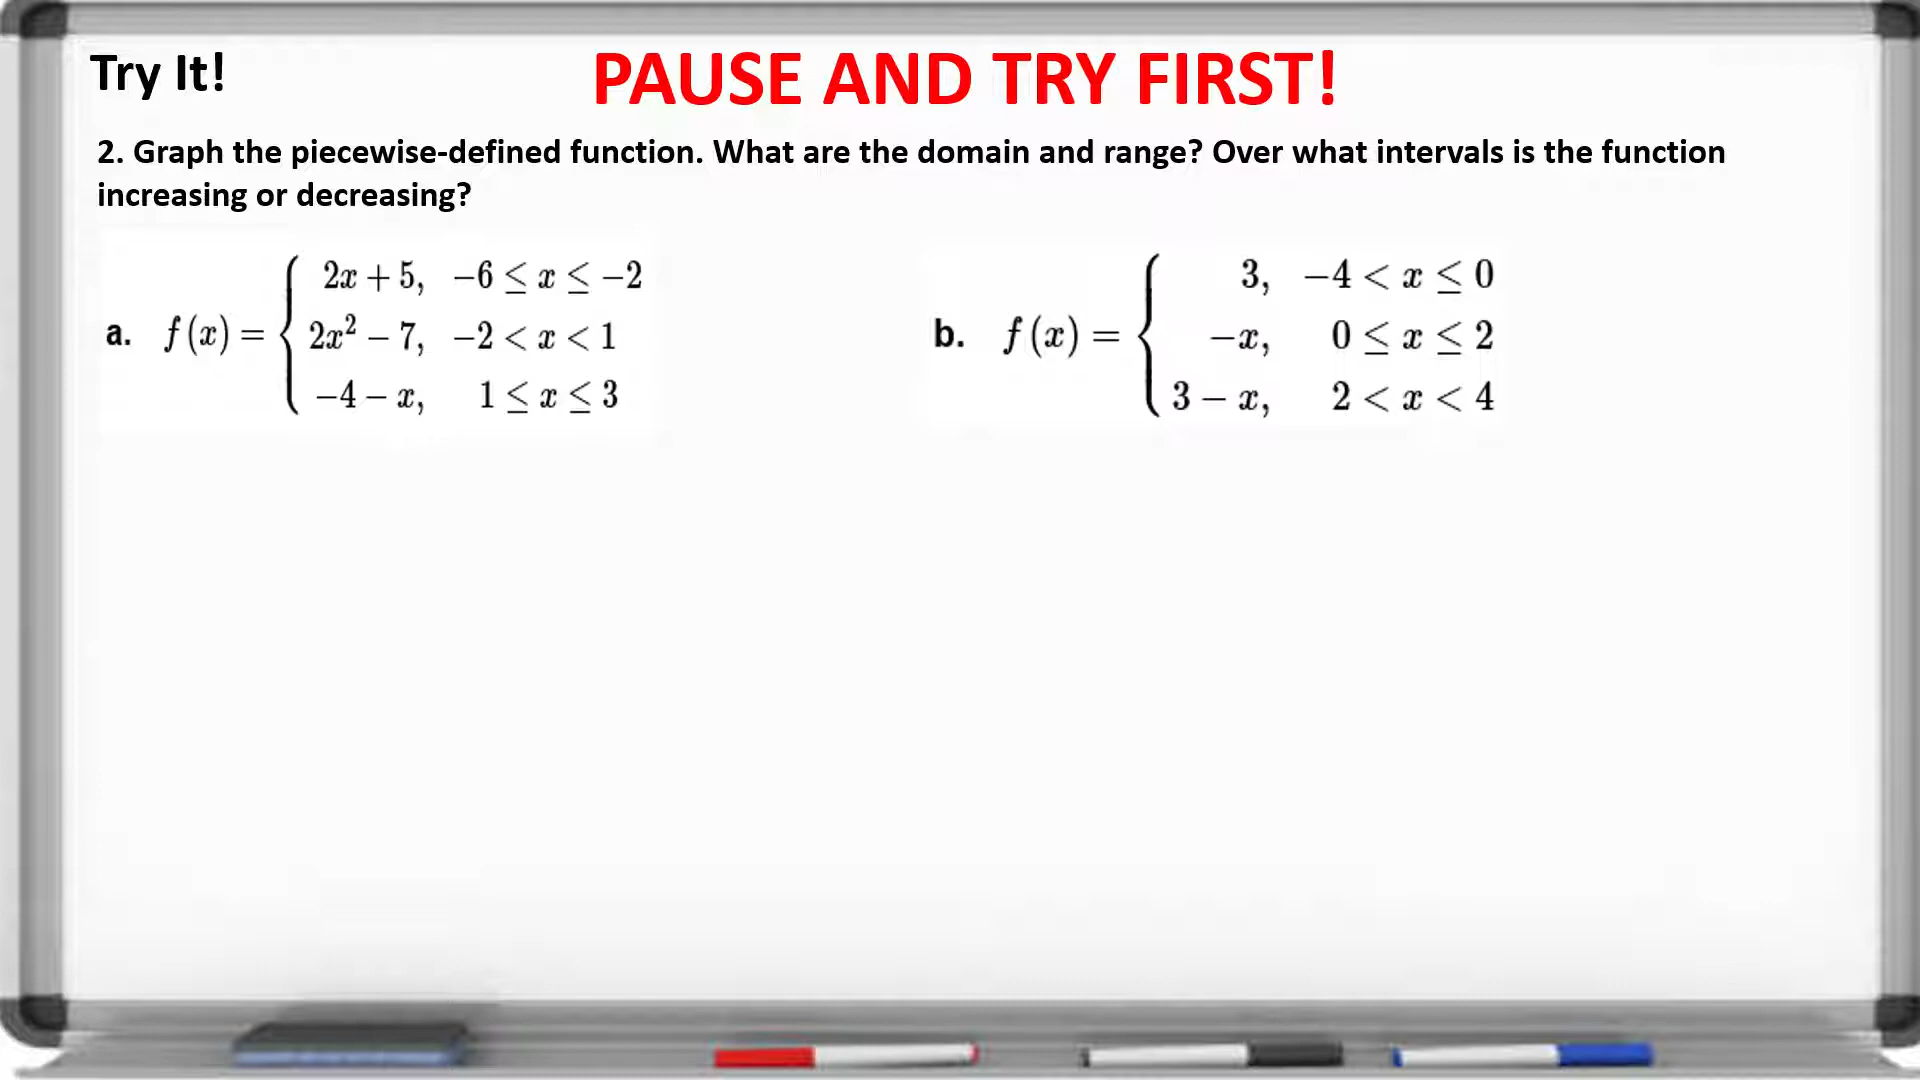 Try It!
PAUSE AND TRY FIRST!
2. Graph the piecewise-defined function. What are the domain and range? Over what intervals is the function
increasing or decreasing?
a. f(x) = { 2x + 5, −6 ≤ x ≤ −2
2x² − 7, −2 < x < 1
−4 − x, 1 ≤ x ≤ 3
b. f(x) = { 3, −4 < x ≤ 0
−x, 0 ≤ x ≤ 2
3 − x, 2 < x < 4